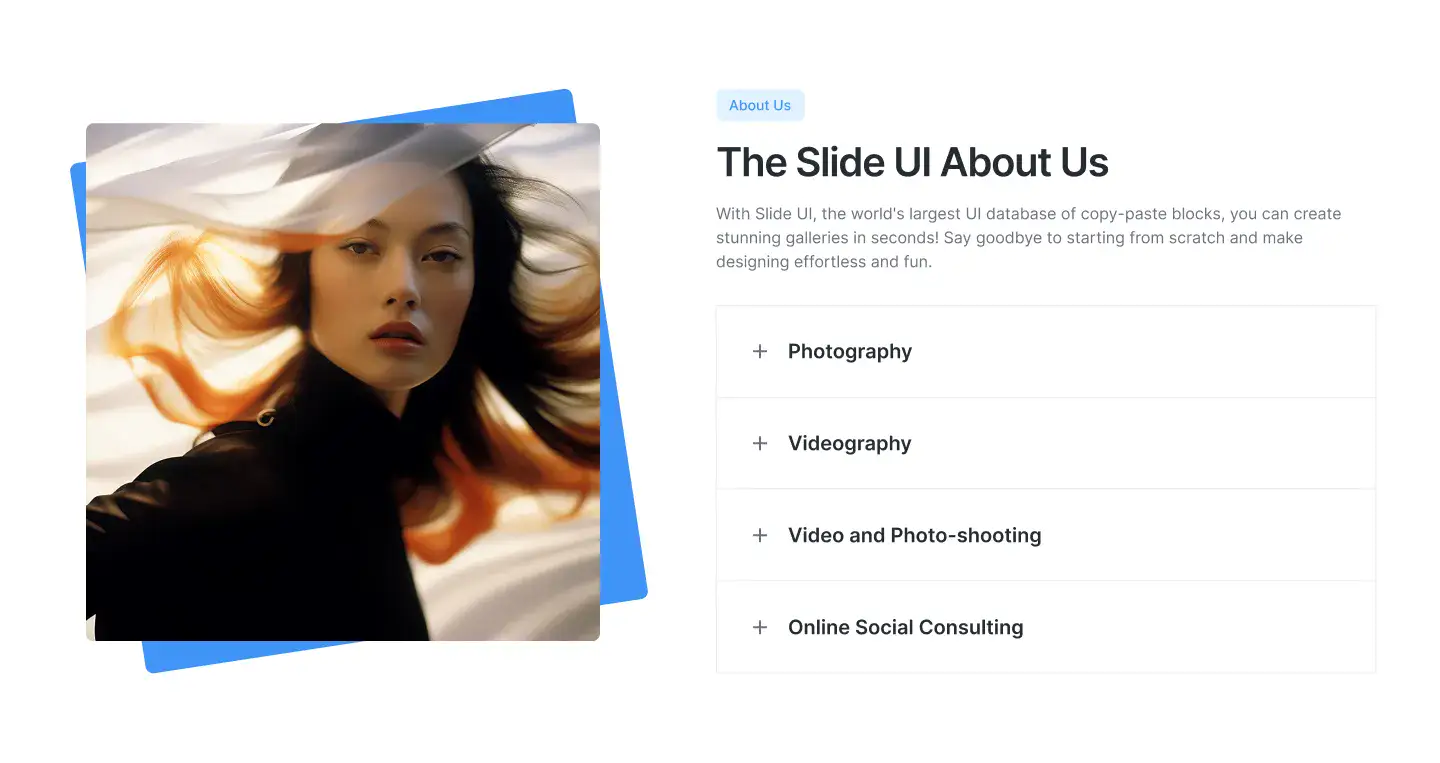 About Us
The Slide UI About Us
With Slide UI, the world's largest UI database of copy-paste blocks, you can create
stunning galleries in seconds! Say goodbye to starting from scratch and make
designing effortless and fun.
Photography
Videography
Video and Photo-shooting
Online Social Consulting